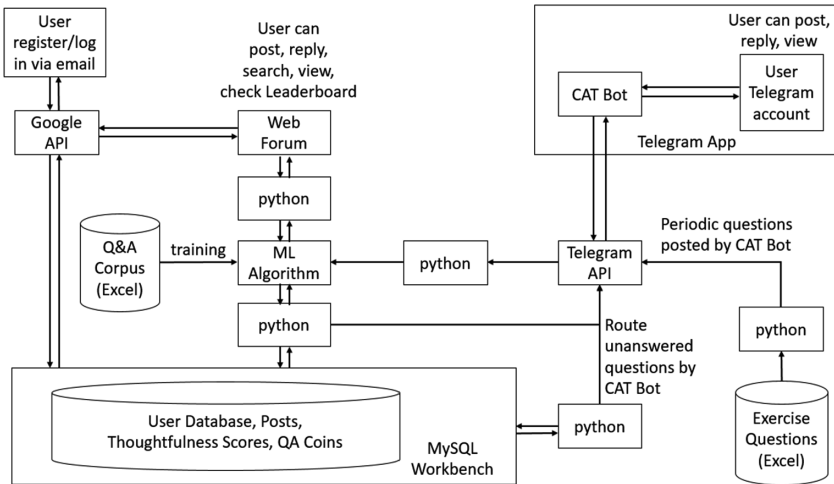 User
register/log
in via email
User can
post, reply,
search, view,
check Leaderboard
User can post,
reply, view
CAT Bot
User
Telegram
account
Telegram App
Google
API
Web
Forum
python
Q&A
Corpus
(Excel)
training
ML
Algorithm
python
Telegram
API
Periodic questions
posted by CAT Bot
python
Route
unanswered
questions by
CAT Bot
python
User Database, Posts,
Thoughtfulness Scores, QA Coins
MySQL
Workbench
python
Exercise
Questions
(Excel)